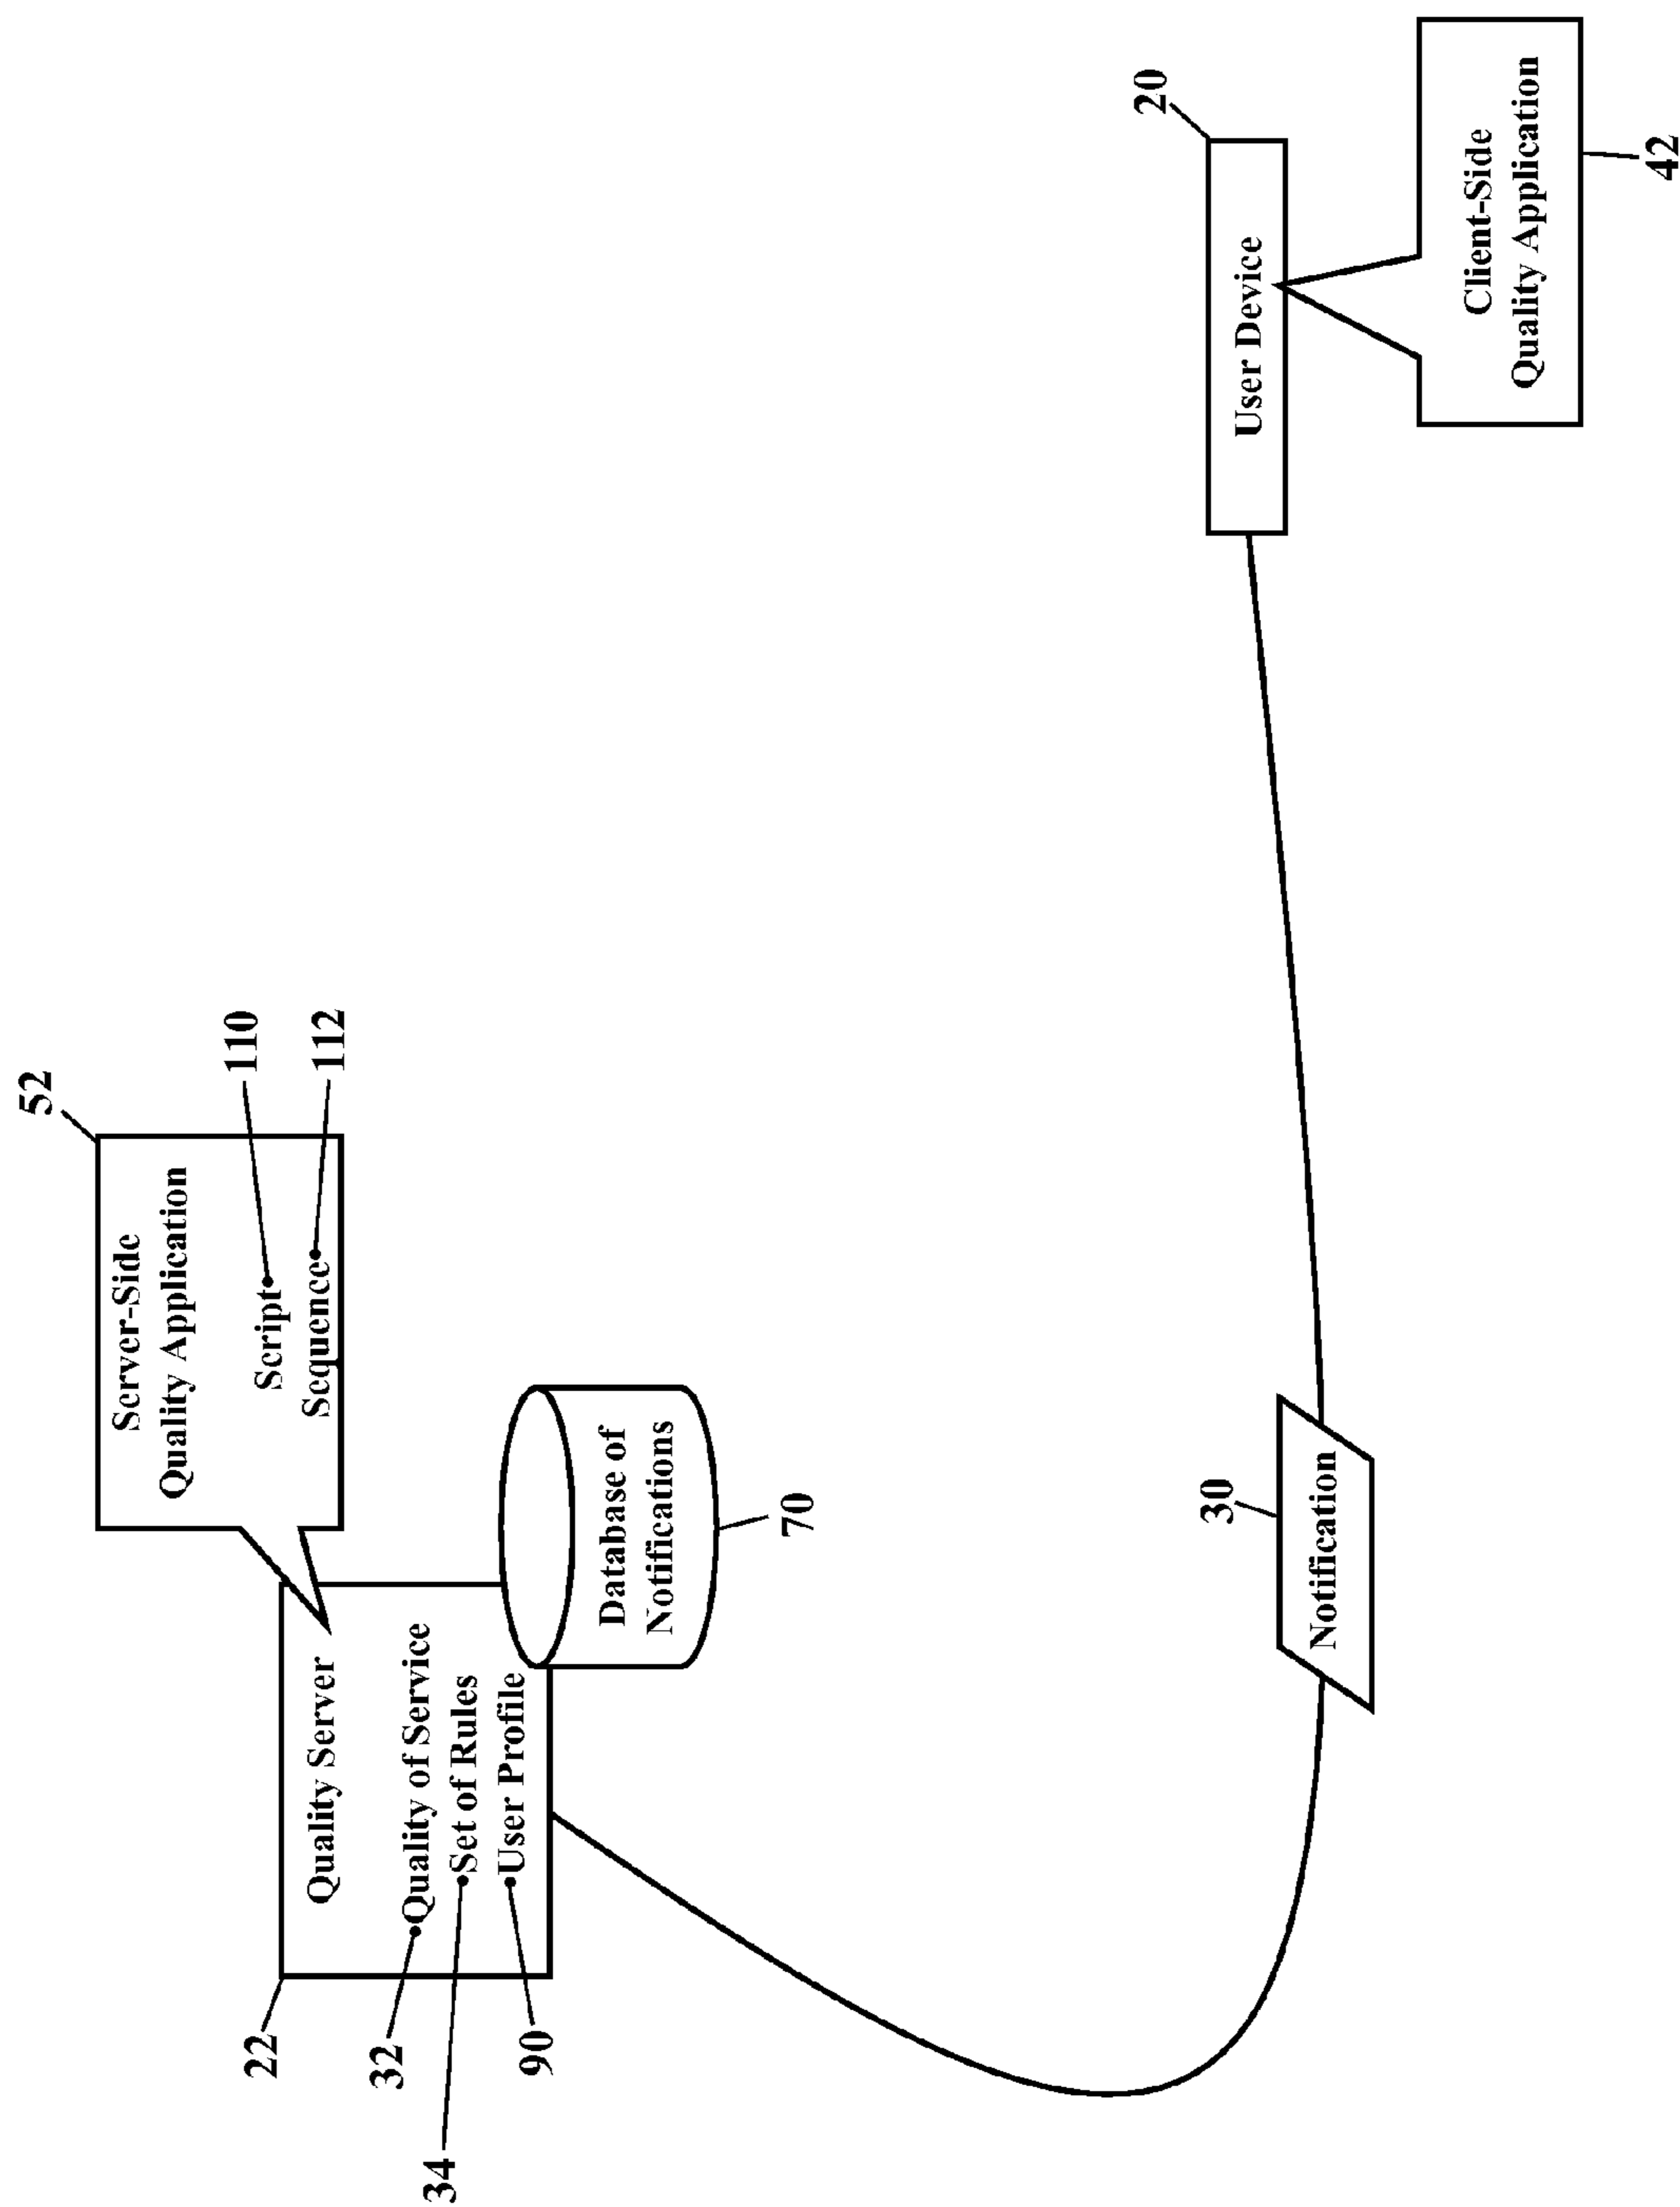 52
Server-Side
Quality Application
110
Script
Sequence
112
22
Quality Server
32
Quality of Service
34
Set of Rules
90
User Profile
Database of
Notifications
70
20
User Device
30
Notification
Client-Side
Quality Application
42